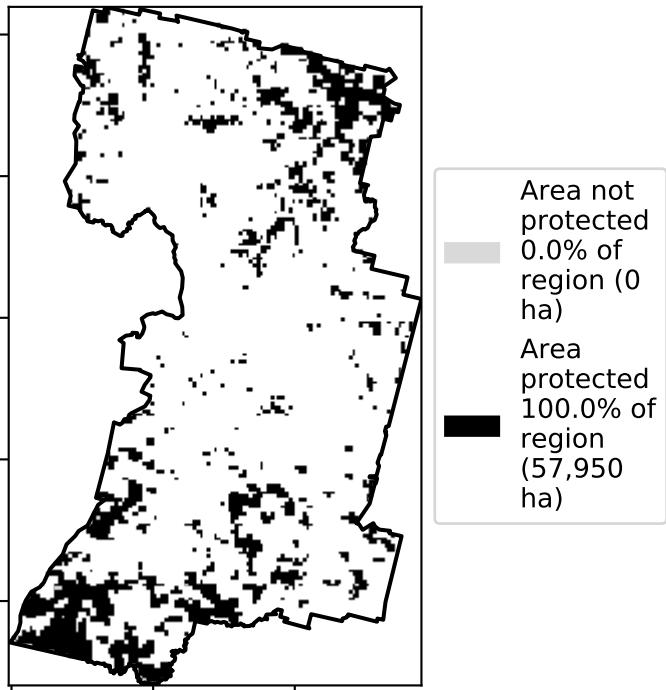 Area not
protected
0.0% of
region (0
ha)
Area
protected
100.0% of
region
(57,950
ha)